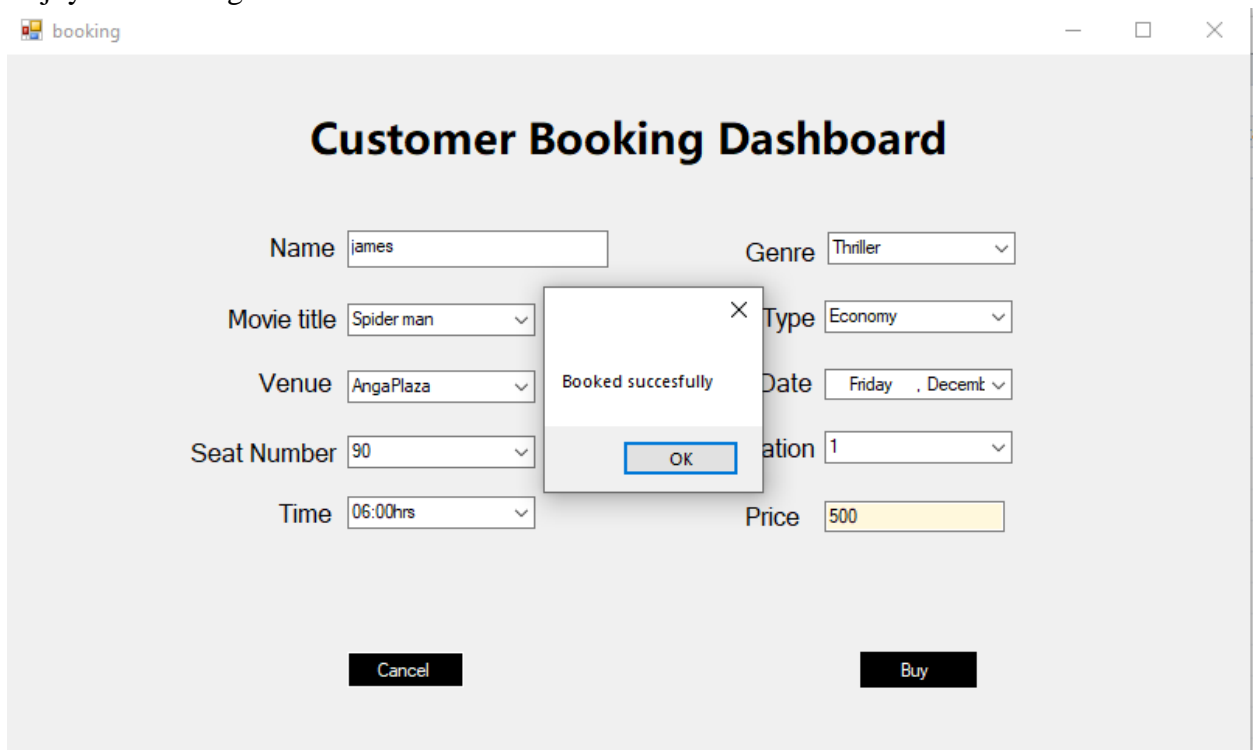 booking
Customer Booking Dashboard
Name james
Genre Thriller
Movie title Spider man
Type Economy
Booked succesfully
Venue AngaPlaza
Date Friday , Decemb
OK
Seat Number 90
ation 1
Time 06:00hrs
Price 500
Cancel
Buy